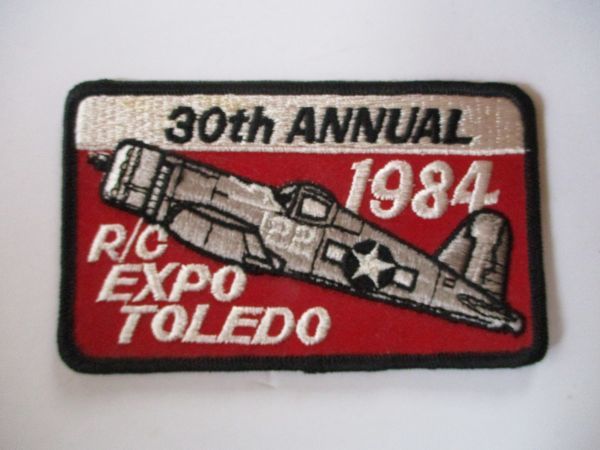 30th ANNUAL
1984
22
R/C
EXPO
TOLEDO